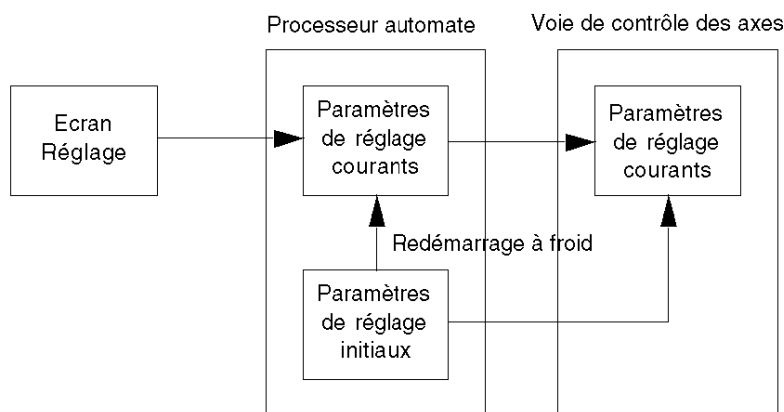 Processeur automate
Voie de contrôle des axes
Ecran
Réglage
Paramètres
de réglage
courants
Paramètres
de réglage
courants
Redémarrage à froid
Paramètres
de réglage
initiaux